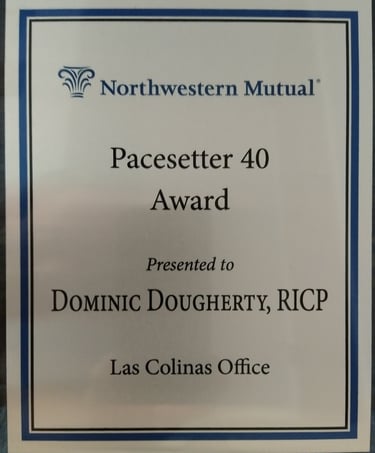 Northwestern Mutual®
Pacesetter 40
Award
Presented to
DOMINIC DOUGHERTY, RICP
Las Colinas Office